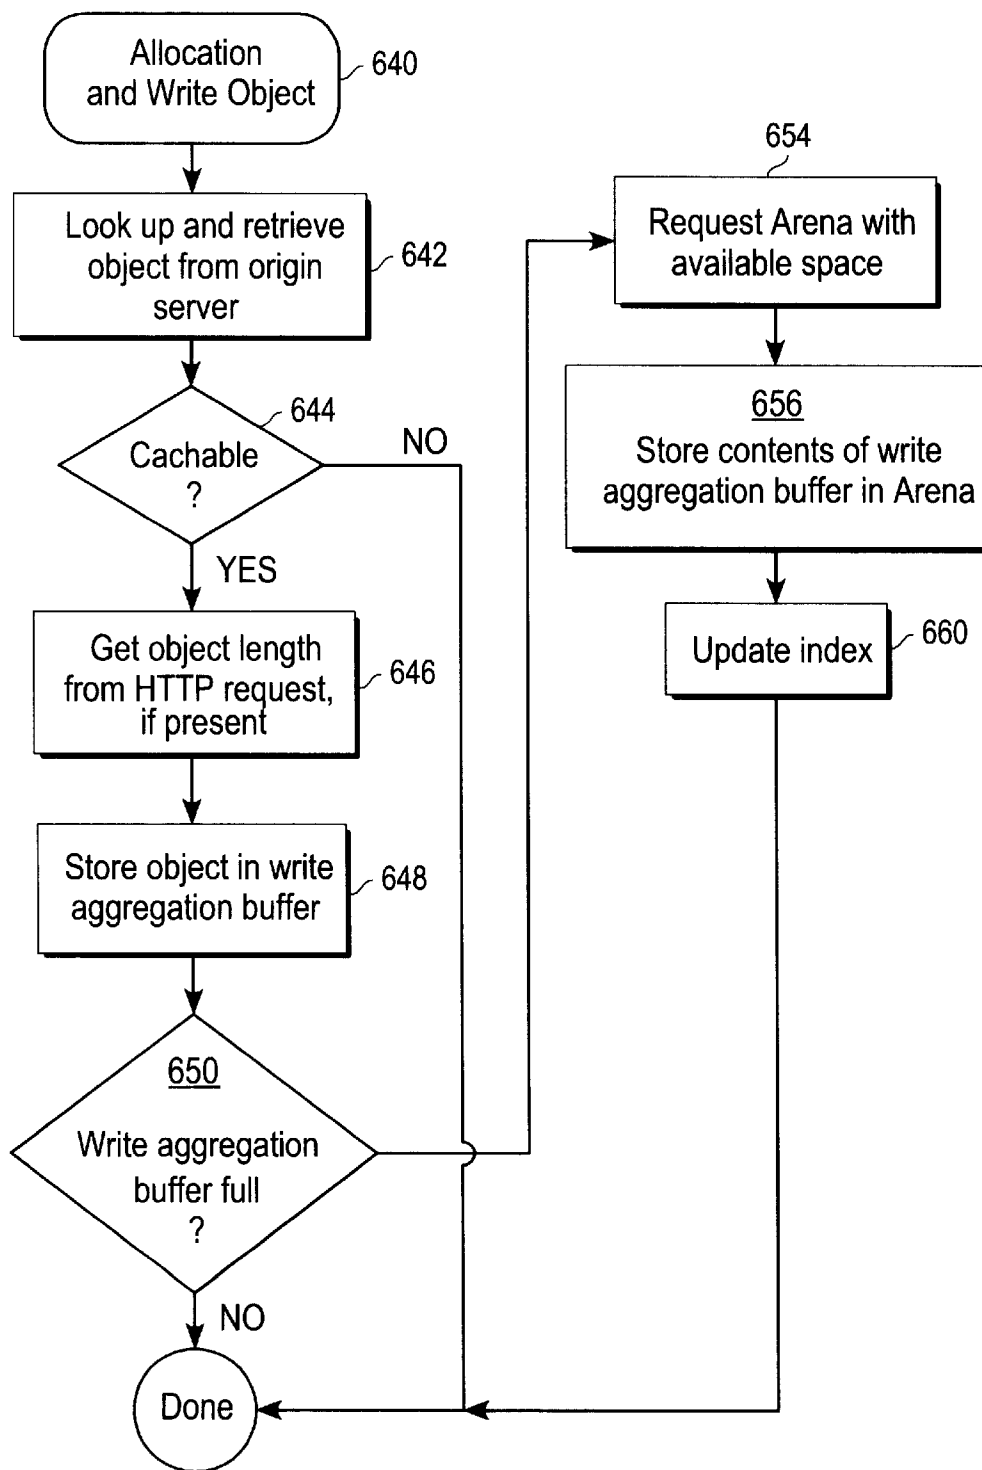 Allocation
and Write Object
640
Look up and retrieve
object from origin
server
642
Cachable
?
644
NO
YES
Get object length
from HTTP request,
if present
646
Store object in write
aggregation buffer
648
650
Write aggregation
buffer full
?
NO
Done
654
Request Arena with
available space
656
Store contents of write
aggregation buffer in Arena
Update index
660